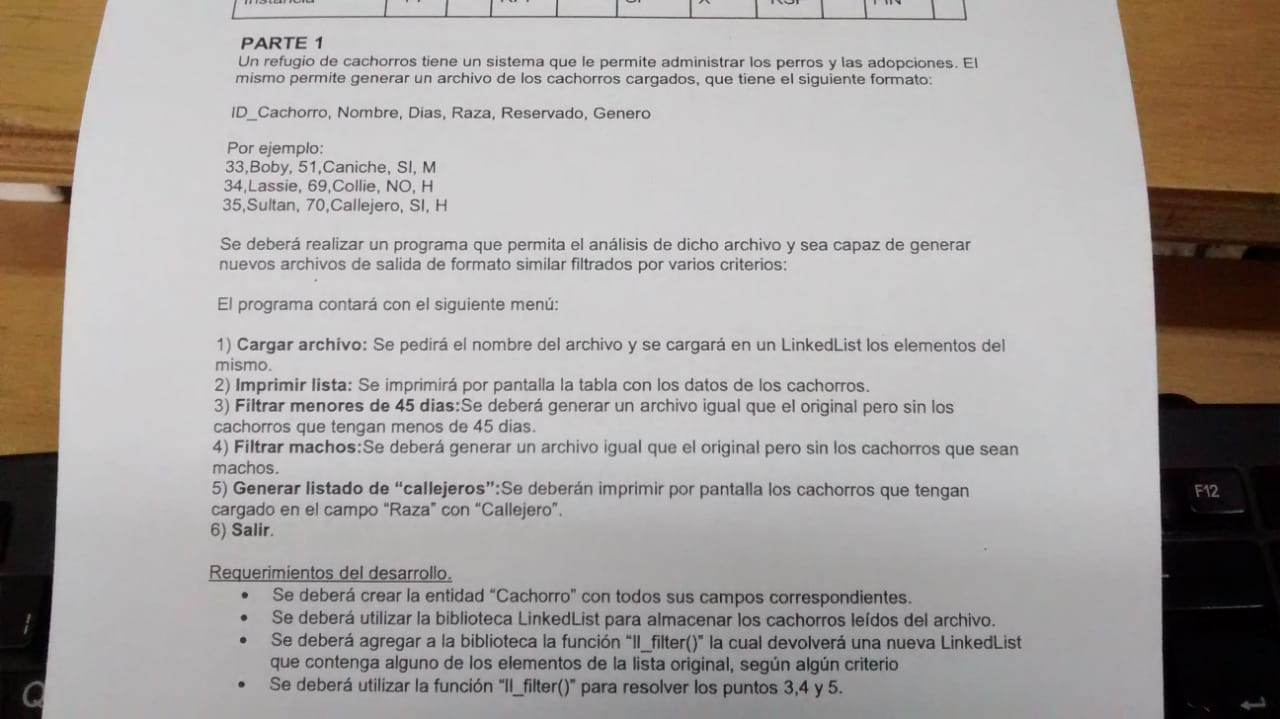 PARTE 1
Un refugio de cachorros tiene un sistema que le permite administrar los perros y las adopciones. El
mismo permite generar un archivo de los cachorros cargados, que tiene el siguiente formato:
ID_Cachorro, Nombre, Dias, Raza, Reservado, Genero
Por ejemplo:
33,Boby, 51,Caniche, SI, M
34,Lassie, 69,Collie, NO, H
35,Sultan, 70,Callejero, SI, H
Se deberá realizar un programa que permita el análisis de dicho archivo y sea capaz de generar
nuevos archivos de salida de formato similar filtrados por varios criterios:
El programa contará con el siguiente menú:
1) Cargar archivo: Se pedirá el nombre del archivo y se cargará en un LinkedList los elementos del
mismo.
2) Imprimir lista: Se imprimirá por pantalla la tabla con los datos de los cachorros.
3) Filtrar menores de 45 dias:Se deberá generar un archivo igual que el original pero sin los
cachorros que tengan menos de 45 dias.
4) Filtrar machos:Se deberá generar un archivo igual que el original pero sin los cachorros que sean
machos.
5) Generar listado de “callejeros”:Se deberán imprimir por pantalla los cachorros que tengan
cargado en el campo “Raza” con “Callejero”.
6) Salir.
Requerimientos del desarrollo.
• Se deberá crear la entidad “Cachorro” con todos sus campos correspondientes.
• Se deberá utilizar la biblioteca LinkedList para almacenar los cachorros leídos del archivo.
• Se deberá agregar a la biblioteca la función “ll_filter()” la cual devolverá una nueva LinkedList
que contenga alguno de los elementos de la lista original, según algún criterio
• Se deberá utilizar la función “ll_filter()” para resolver los puntos 3,4 y 5.
F12
Q